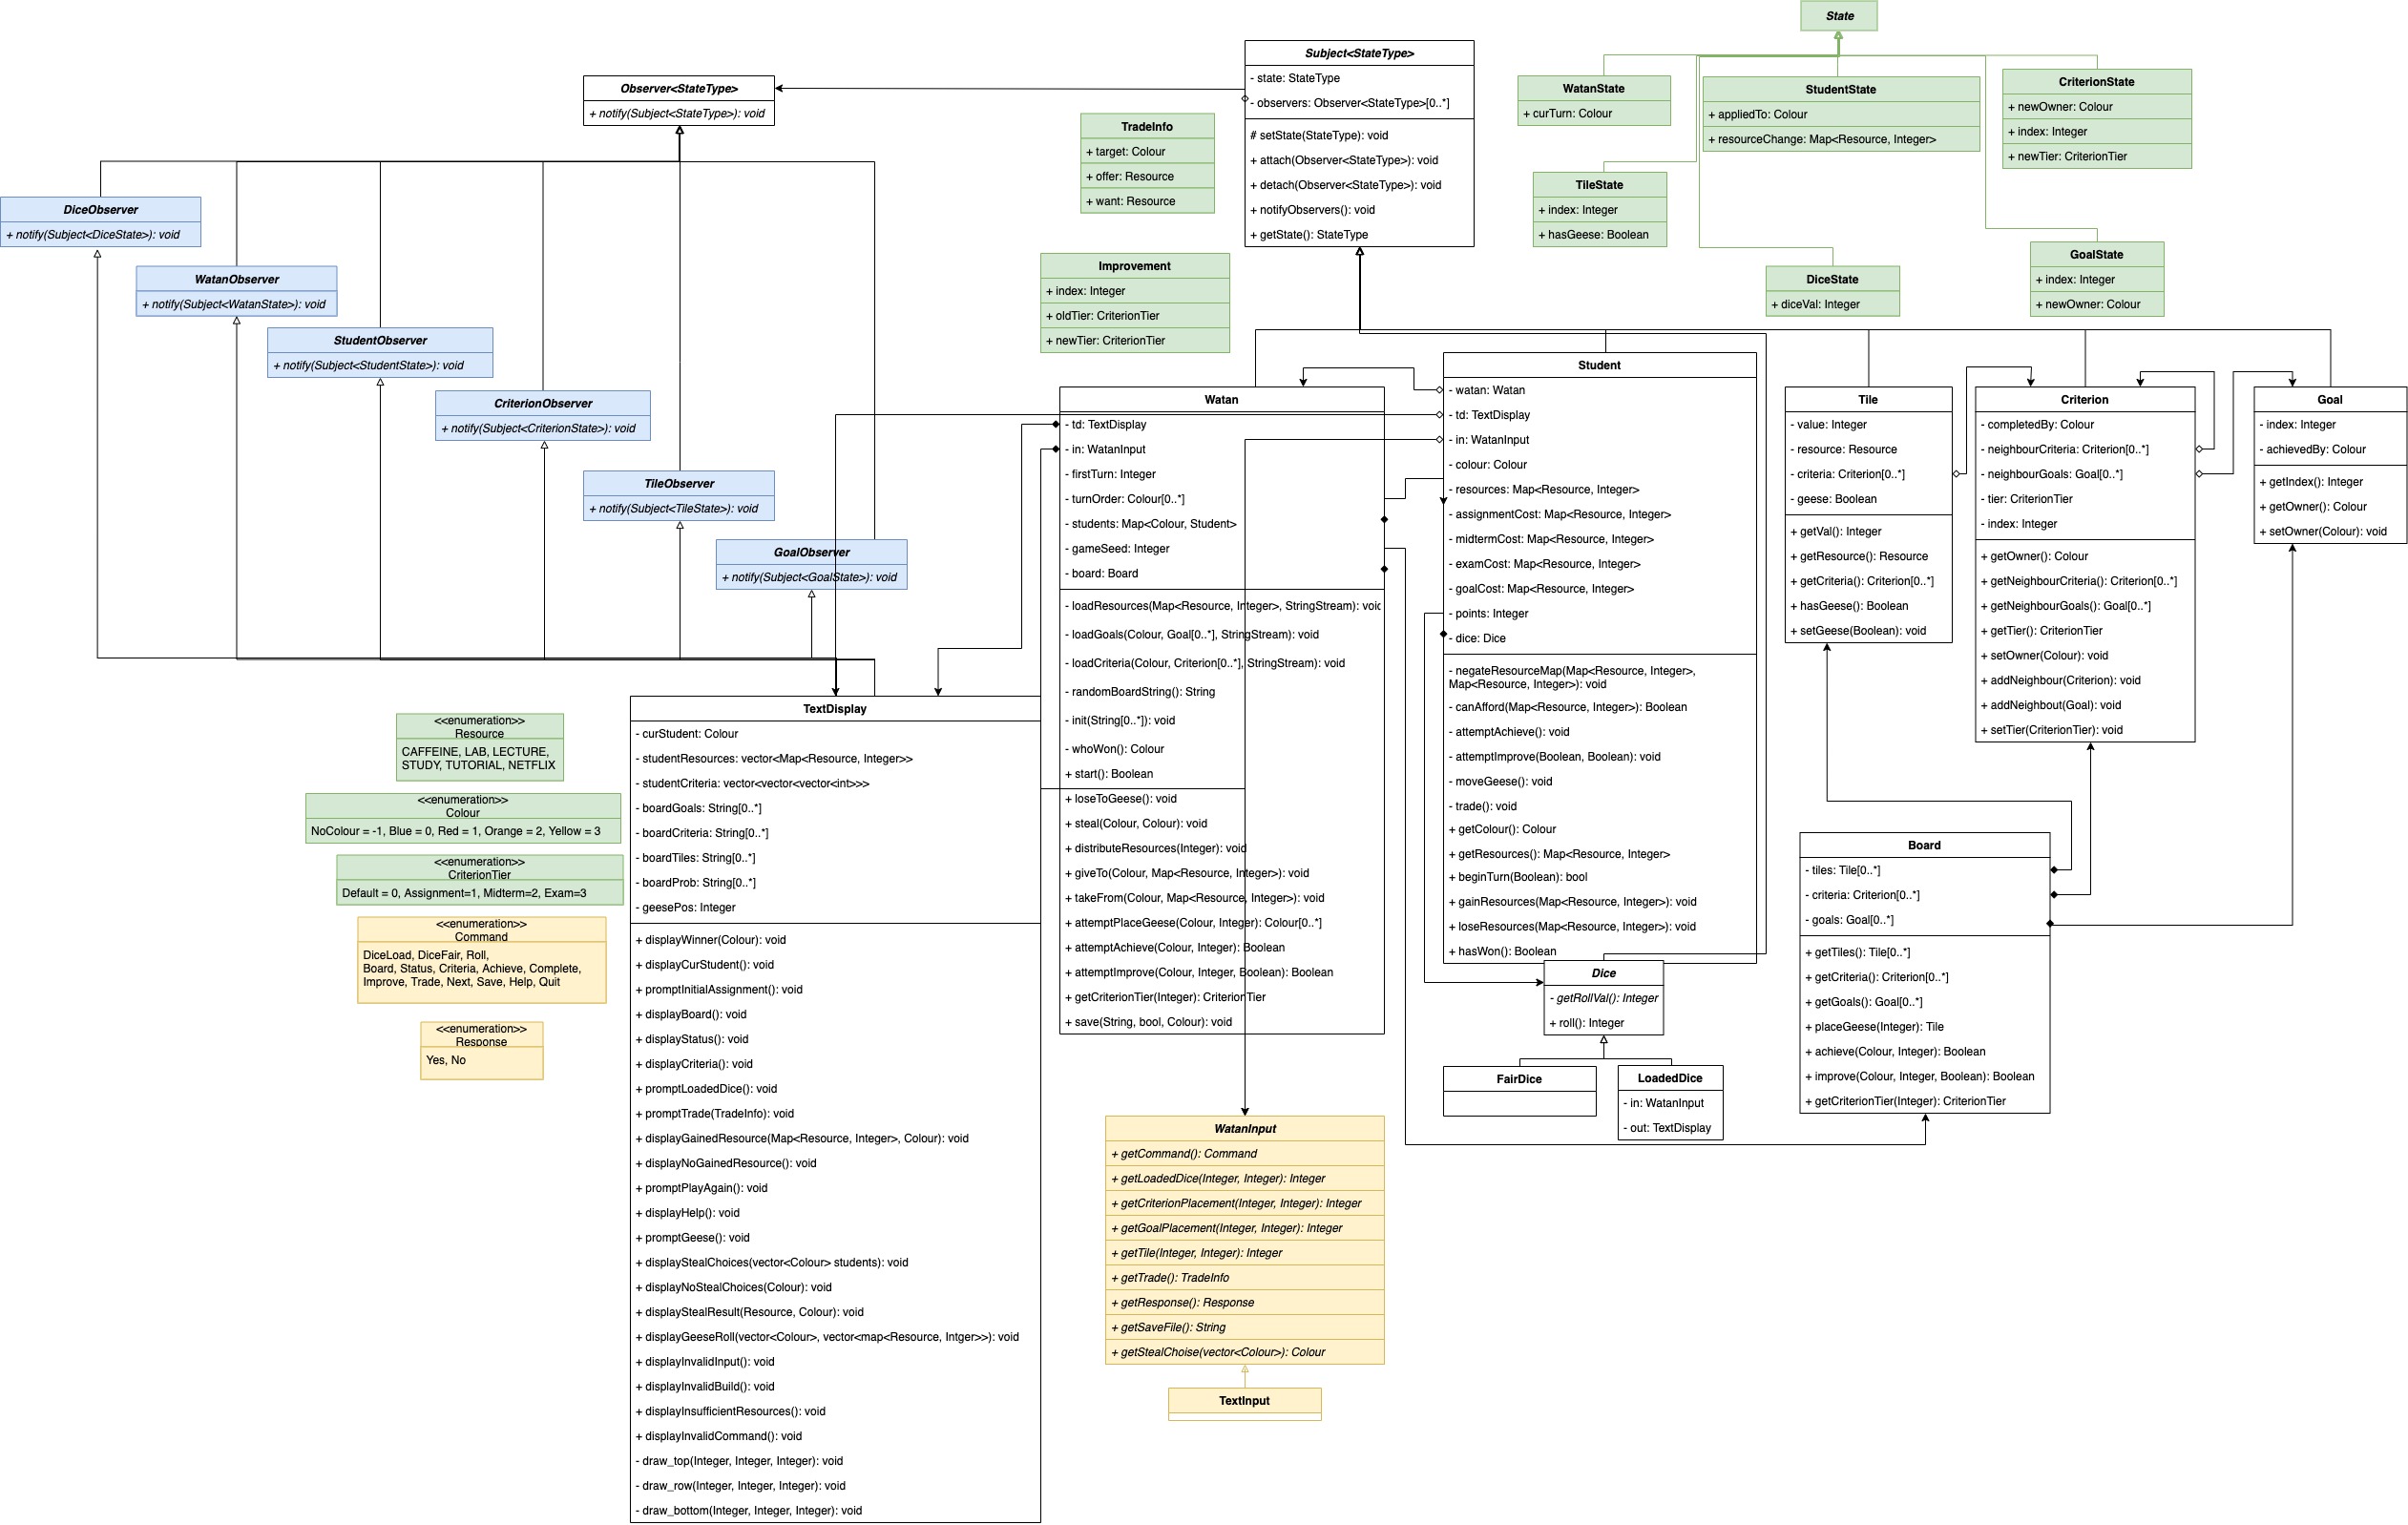 State
Subject<StateType>
- state: StateType
- observers: Observer<StateType>[0..*]
# setState(StateType): void
+ attach(Observer<StateType>): void
+ detach(Observer<StateType>): void
+ notifyObservers(): void
+ getState(): StateType
Observer<StateType>
+ notify(Subject<StateType>): void
WatanState
+ curTurn: Colour
StudentState
+ appliedTo: Colour
+ resourceChange: Map<Resource, Integer>
CriterionState
+ newOwner: Colour
+ index: Integer
+ newTier: CriterionTier
TradeInfo
+ target: Colour
+ offer: Resource
+ want: Resource
TileState
+ index: Integer
+ hasGeese: Boolean
DiceState
+ diceVal: Integer
GoalState
+ index: Integer
+ newOwner: Colour
Improvement
+ index: Integer
+ oldTier: CriterionTier
+ newTier: CriterionTier
DiceObserver
+ notify(Subject<DiceState>): void
WatanObserver
+ notify(Subject<WatanState>): void
StudentObserver
+ notify(Subject<StudentState>): void
CriterionObserver
+ notify(Subject<CriterionState>): void
TileObserver
+ notify(Subject<TileState>): void
GoalObserver
+ notify(Subject<GoalState>): void
Watan
- td: TextDisplay
- in: WatanInput
- firstTurn: Integer
- turnOrder: Colour[0..*]
- students: Map<Colour, Student>
- gameSeed: Integer
- board: Board
- loadResources(Map<Resource, Integer>, StringStream): void
- loadGoals(Colour, Goal[0..*], StringStream): void
- loadCriteria(Colour, Criterion[0..*], StringStream): void
- randomBoardString(): String
- init(String[0..*]): void
- whoWon(): Colour
+ start(): Boolean
+ loseToGeese(): void
+ steal(Colour, Colour): void
+ distributeResources(Integer): void
+ giveTo(Colour, Map<Resource, Integer>): void
+ takeFrom(Colour, Map<Resource, Integer>): void
+ attemptPlaceGeese(Colour, Integer): Colour[0..*]
+ attemptAchieve(Colour, Integer): Boolean
+ attemptImprove(Colour, Integer, Boolean): Boolean
+ getCriterionTier(Integer): CriterionTier
+ save(String, bool, Colour): void
Student
- watan: Watan
- td: TextDisplay
- in: WatanInput
- colour: Colour
- resources: Map<Resource, Integer>
- assignmentCost: Map<Resource, Integer>
- midtermCost: Map<Resource, Integer>
- examCost: Map<Resource, Integer>
- goalCost: Map<Resource, Integer>
- points: Integer
- dice: Dice
- negateResourceMap(Map<Resource, Integer>,
Map<Resource, Integer>): void
- canAfford(Map<Resource, Integer>): Boolean
- attemptAchieve(): void
- attemptImprove(Boolean, Boolean): void
- moveGeese(): void
- trade(): void
+ getColour(): Colour
+ getResources(): Map<Resource, Integer>
+ beginTurn(Boolean): bool
+ gainResources(Map<Resource, Integer>): void
+ loseResources(Map<Resource, Integer>): void
+ hasWon(): Boolean
Tile
- value: Integer
- resource: Resource
- criteria: Criterion[0..*]
- geese: Boolean
+ getVal(): Integer
+ getResource(): Resource
+ getCriteria(): Criterion[0..*]
+ hasGeese(): Boolean
+ setGeese(Boolean): void
Criterion
- completedBy: Colour
- neighbourCriteria: Criterion[0..*]
- neighbourGoals: Goal[0..*]
- tier: CriterionTier
- index: Integer
+ getOwner(): Colour
+ getNeighbourCriteria(): Criterion[0..*]
+ getNeighbourGoals(): Goal[0..*]
+ getTier(): CriterionTier
+ setOwner(Colour): void
+ addNeighbour(Criterion): void
+ addNeighbout(Goal): void
+ setTier(CriterionTier): void
Goal
- index: Integer
- achievedBy: Colour
+ getIndex(): Integer
+ getOwner(): Colour
+ setOwner(Colour): void
<<enumeration>>
Resource
CAFFEINE, LAB, LECTURE,
STUDY, TUTORIAL, NETFLIX
<<enumeration>>
Colour
NoColour = -1, Blue = 0, Red = 1, Orange = 2, Yellow = 3
<<enumeration>>
CriterionTier
Default = 0, Assignment=1, Midterm=2, Exam=3
<<enumeration>>
Command
DiceLoad, DiceFair, Roll,
Board, Status, Criteria, Achieve, Complete,
Improve, Trade, Next, Save, Help, Quit
<<enumeration>>
Response
Yes, No
TextDisplay
- curStudent: Colour
- studentResources: vector<Map<Resource, Integer>>
- studentCriteria: vector<vector<vector<int>>>
- boardGoals: String[0..*]
- boardCriteria: String[0..*]
- boardTiles: String[0..*]
- boardProb: String[0..*]
- geesePos: Integer
+ displayWinner(Colour): void
+ displayCurStudent(): void
+ promptInitialAssignment(): void
+ displayBoard(): void
+ displayStatus(): void
+ displayCriteria(): void
+ promptLoadedDice(): void
+ promptTrade(TradeInfo): void
+ displayGainedResource(Map<Resource, Integer>, Colour): void
+ displayNoGainedResource(): void
+ promptPlayAgain(): void
+ displayHelp(): void
+ promptGeese(): void
+ displayStealChoices(vector<Colour> students): void
+ displayNoStealChoices(Colour): void
+ displayStealResult(Resource, Colour): void
+ displayGeeseRoll(vector<Colour>, vector<map<Resource, Intger>>): void
+ displayInvalidInput(): void
+ displayInvalidBuild(): void
+ displayInsufficientResources(): void
+ displayInvalidCommand(): void
- draw_top(Integer, Integer, Integer): void
- draw_row(Integer, Integer, Integer): void
- draw_bottom(Integer, Integer, Integer): void
Board
- tiles: Tile[0..*]
- criteria: Criterion[0..*]
- goals: Goal[0..*]
+ getTiles(): Tile[0..*]
+ getCriteria(): Criterion[0..*]
+ getGoals(): Goal[0..*]
+ placeGeese(Integer): Tile
+ achieve(Colour, Integer): Boolean
+ improve(Colour, Integer, Boolean): Boolean
+ getCriterionTier(Integer): CriterionTier
Dice
- getRollVal(): Integer
+ roll(): Integer
FairDice
LoadedDice
- in: WatanInput
- out: TextDisplay
WatanInput
+ getCommand(): Command
+ getLoadedDice(Integer, Integer): Integer
+ getCriterionPlacement(Integer, Integer): Integer
+ getGoalPlacement(Integer, Integer): Integer
+ getTile(Integer, Integer): Integer
+ getTrade(): TradeInfo
+ getResponse(): Response
+ getSaveFile(): String
+ getStealChoise(vector<Colour>): Colour
TextInput